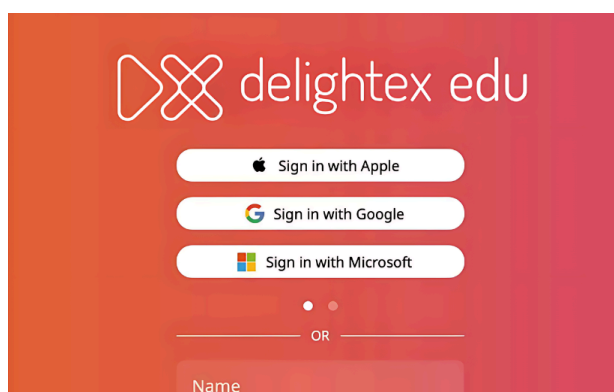 delightex edu
Sign in with Apple
Sign in with Google
Sign in with Microsoft
OR
Name